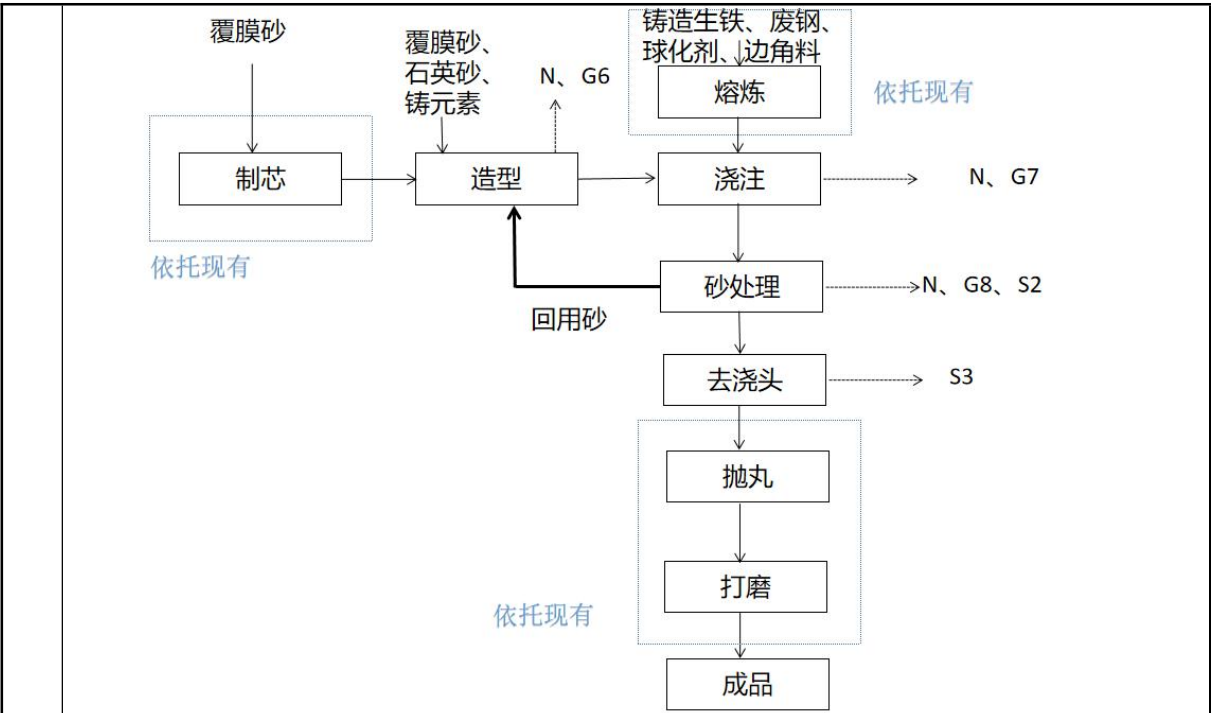 覆膜砂
覆膜砂、
石英砂、
铸元素
N、G6
铸造生铁、废钢、
球化剂、边角料
熔炼
依托现有
制芯
造型
浇注
N、G7
依托现有
砂处理
N、G8、S2
回用砂
去浇头
S3
抛丸
打磨
依托现有
成品